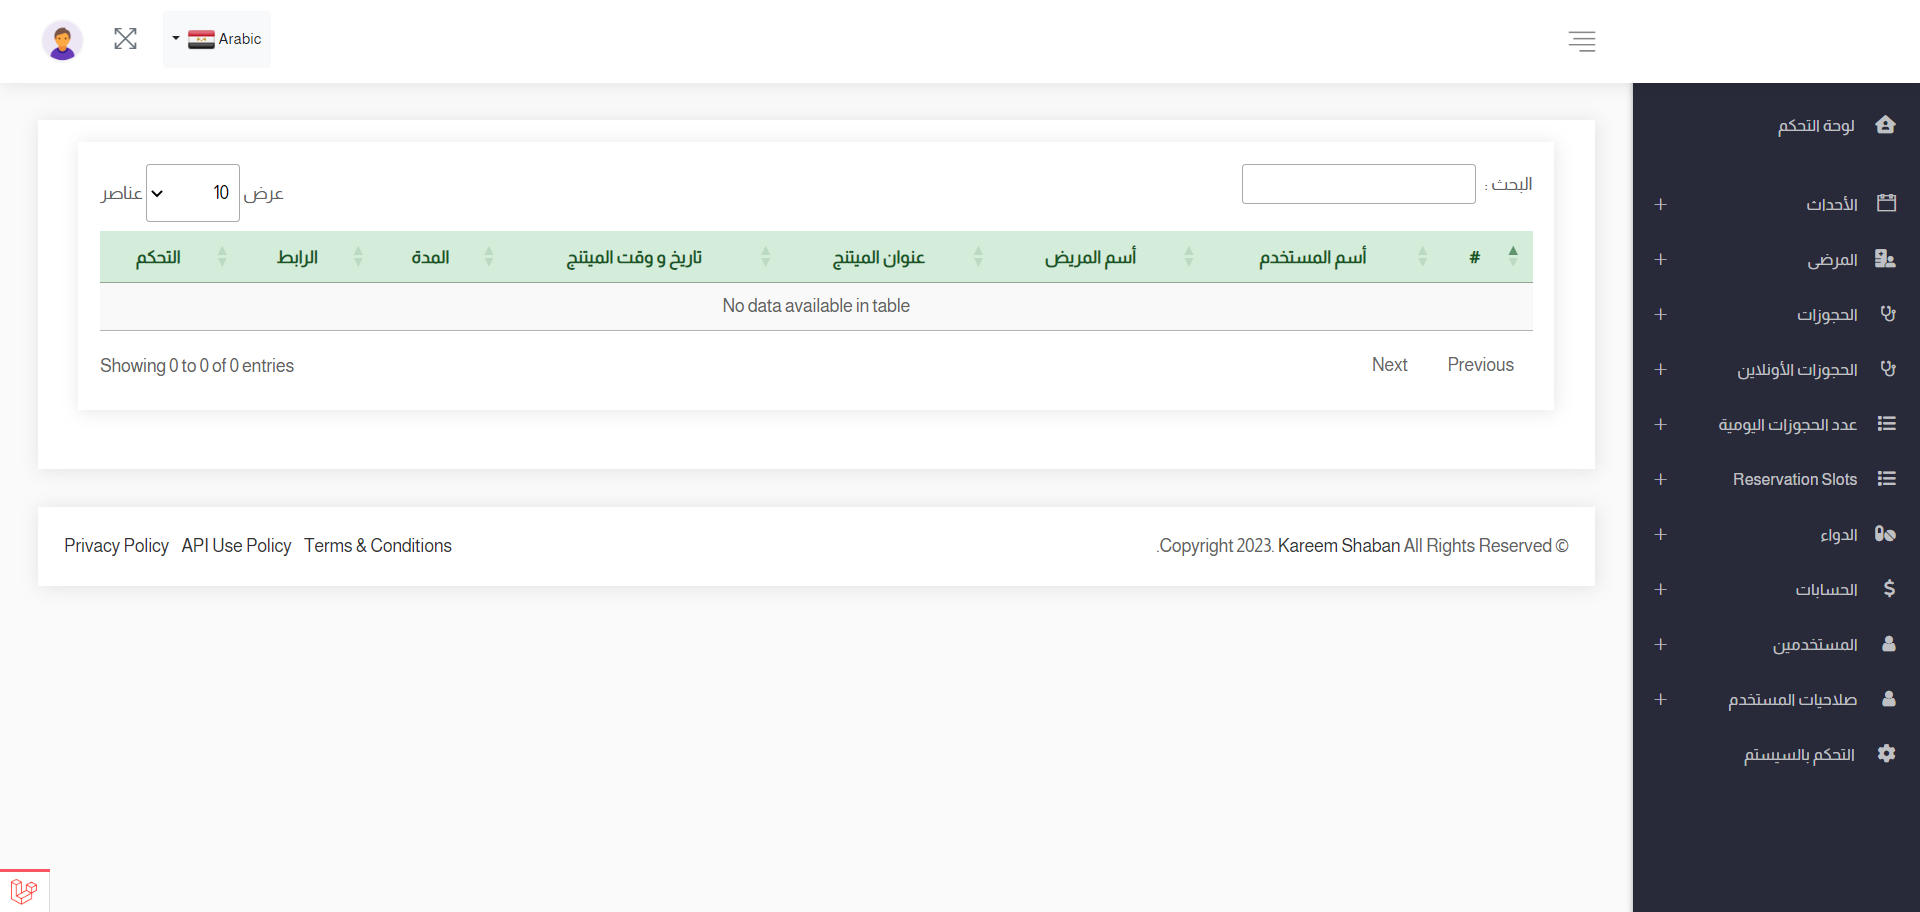 Arabic
لوحة التحكم
الأحداث
المرضى
الحجوزات
الحجوزات الأونلاين
عدد الحجوزات اليومية
Reservation Slots
الدواء
الحسابات
المستخدمين
صلاحيات المستخدم
التحكم بالسيستم
البحث :
عرض 10 عناصر
# أسم المستخدم أسم المريض عنوان الميتنج تاريخ و وقت الميتنج المدة الرابط التحكم
No data available in table
Showing 0 to 0 of 0 entries
Next Previous
.Copyright 2023. Kareem Shaban All Rights Reserved ©
Privacy Policy API Use Policy Terms & Conditions